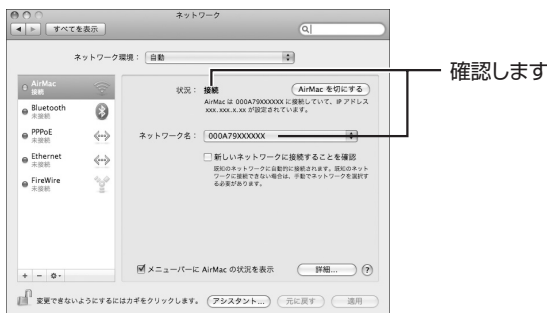 ネットワーク
すべてを表示
ネットワーク環境： 自動
AirMac
接続
Bluetooth
未接続
PPPoE
未接続
Ethernet
未接続
FireWire
未接続
状況： 接続
AirMac を切にする
AirMac は 000A79XXXXXX に接続していて、IP アドレス
xxx.xxx.x.xx が設定されています。
ネットワーク名： 000A79XXXXXX
新しいネットワークに接続することを確認
既知のネットワークに自動的に接続されます。既知のネット
ワークに接続できない場合は、手動でネットワークを選択す
る必要があります。
メニューバーに AirMac の状況を表示
詳細...
?
変更できないようにするにはカギをクリックします。
アシスタント...
元に戻す
適用
確認します